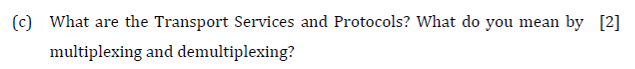 (c) What are the Transport Services and Protocols? What do you mean by [2]
multiplexing and demultiplexing?